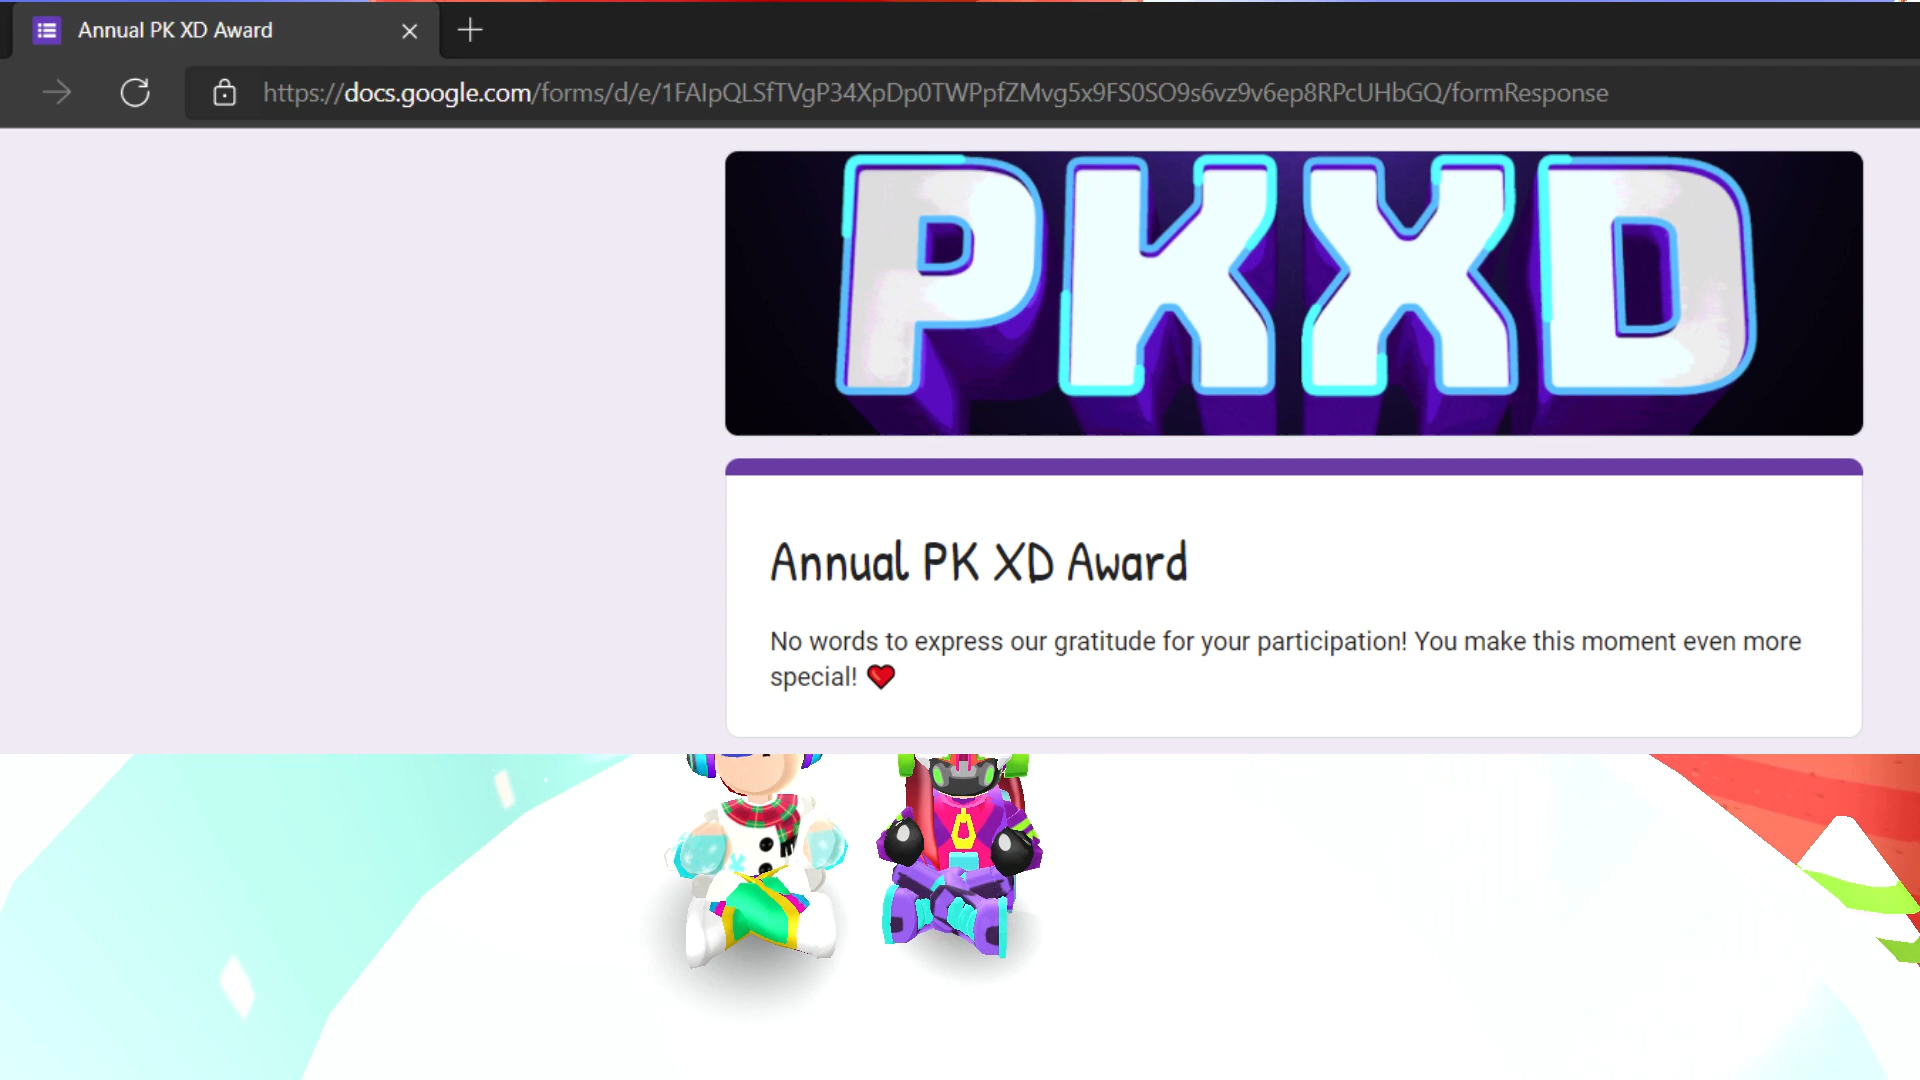 Annual PK XD Award
https://docs.google.com/forms/d/e/1FAIpQLSfTVgP34XpDp0TWPpfZMvg5x9FS0SO9s6vz9v6ep8RPcUHbGQ/formResponse
PKXD
Annual PK XD Award
No words to express our gratitude for your participation! You make this moment even more
special! ❤️